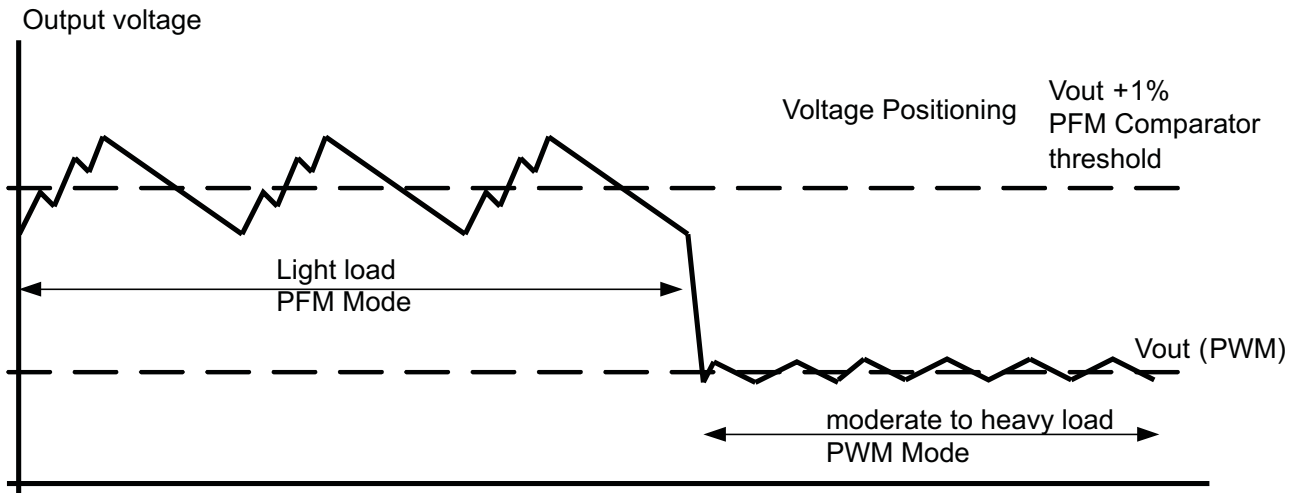 Output voltage
Voltage Positioning
Vout +1%
PFM Comparator
threshold
Light load
PFM Mode
Vout (PWM)
moderate to heavy load
PWM Mode